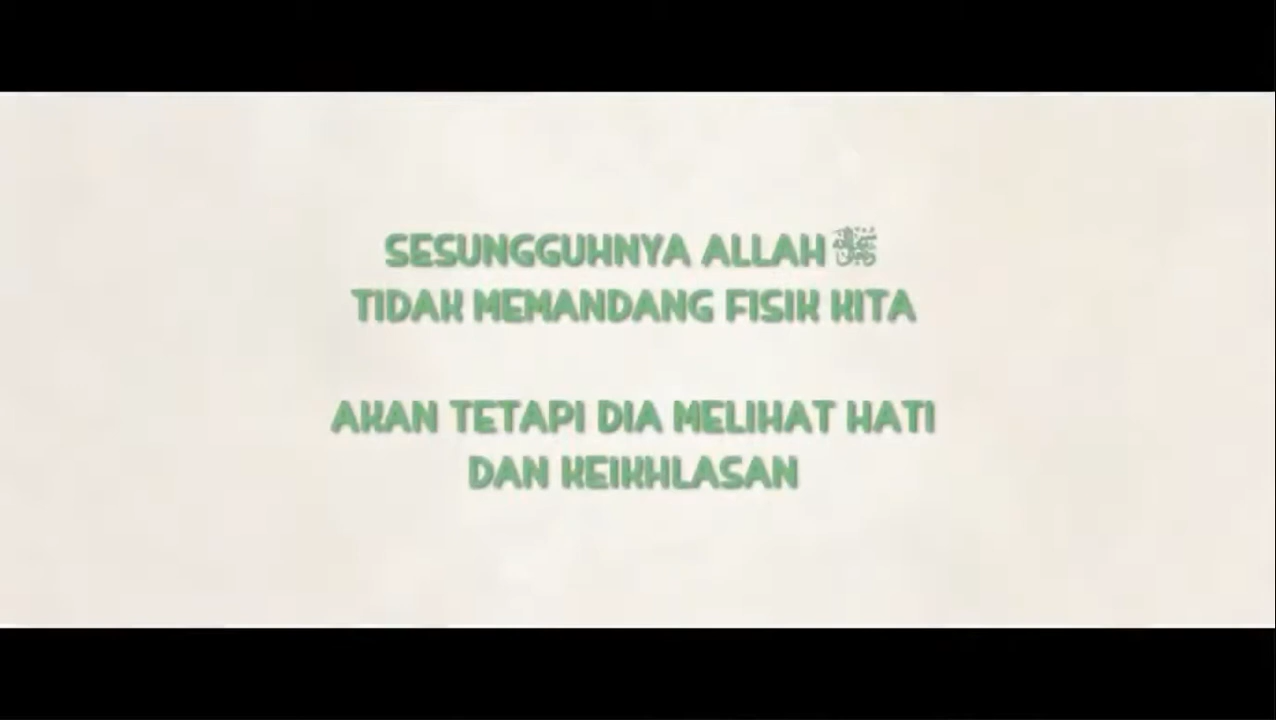 SESUNGGUHNYA ALLAH ﷻ
TIDAK MEMANDANG FISIK KITA
AKAN TETAPI DIA MELIHAT HATI
DAN KEIKHLASAN